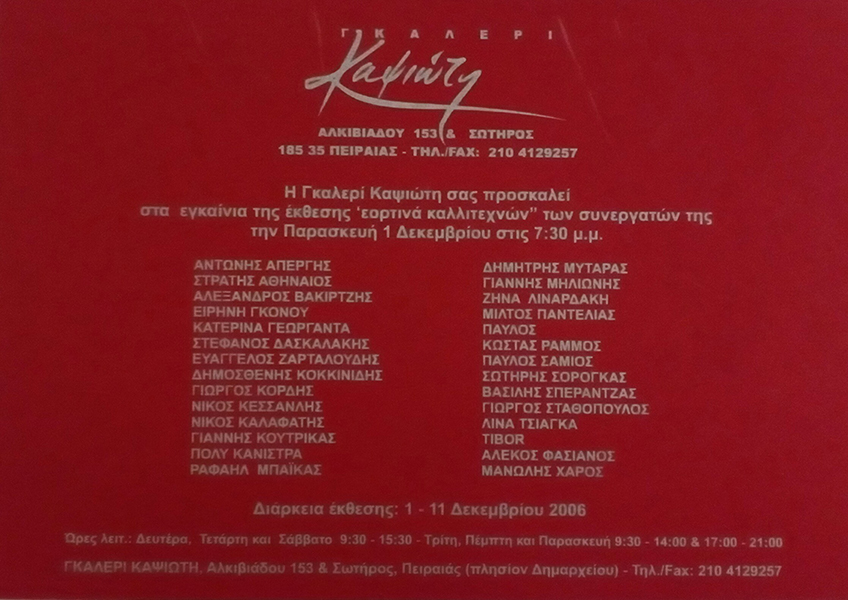 ΓΚΑΛΕΡΙ
Καψιώτη
ΑΛΚΙΒΙΑΔΟΥ 153 & ΣΩΤΗΡΟΣ
185 35 ΠΕΙΡΑΙΑΣ - ΤΗΛ./FAX: 210 4129257
Η Γκαλερί Καψιώτη σας προσκαλεί
στα εγκαίνια της έκθεσης ‘εορτινά καλλιτεχνών” των συνεργατών της
την Παρασκευή 1 Δεκεμβρίου στις 7:30 μ.μ.
ΑΝΤΩΝΗΣ ΑΠΕΡΓΗΣ
ΣΤΡΑΤΗΣ ΑΘΗΝΑΙΟΣ
ΑΛΕΞΑΝΔΡΟΣ ΒΑΚΙΡΤΖΗΣ
ΕΙΡΗΝΗ ΓΚΟΝΟΥ
ΚΑΤΕΡΙΝΑ ΓΕΩΡΓΑΝΤΑ
ΣΤΕΦΑΝΟΣ ΔΑΣΚΑΛΑΚΗΣ
ΕΥΑΓΓΕΛΟΣ ΖΑΡΤΑΛΟΥΔΗΣ
ΔΗΜΟΣΘΕΝΗΣ ΚΟΚΚΙΝΙΔΗΣ
ΓΙΩΡΓΟΣ ΚΟΡΔΗΣ
ΝΙΚΟΣ ΚΕΣΣΑΝΛΗΣ
ΝΙΚΟΣ ΚΑΛΑΦΑΤΗΣ
ΓΙΑΝΝΗΣ ΚΟΥΤΡΙΚΑΣ
ΠΟΛΥ ΚΑΝΙΣΤΡΑ
ΡΑΦΑΗΛ ΜΠΑΪΚΑΣ
ΔΗΜΗΤΡΗΣ ΜΥΤΑΡΑΣ
ΓΙΑΝΝΗΣ ΜΗΛΙΩΝΗΣ
ΖΗΝΑ ΛΙΝΑΡΔΑΚΗ
ΜΙΛΤΟΣ ΠΑΝΤΕΛΙΑΣ
ΠΑΥΛΟΣ
ΚΩΣΤΑΣ ΡΑΜΜΟΣ
ΠΑΥΛΟΣ ΣΑΜΙΟΣ
ΣΩΤΗΡΗΣ ΣΟΡΟΓΚΑΣ
ΒΑΣΙΛΗΣ ΣΠΕΡΑΝΤΖΑΣ
ΓΙΩΡΓΟΣ ΣΤΑΘΟΠΟΥΛΟΣ
ΛΙΝΑ ΤΣΙΑΓΚΑ
TIBOR
ΑΛΕΚΟΣ ΦΑΣΙΑΝΟΣ
ΜΑΝΩΛΗΣ ΧΑΡΟΣ
Διάρκεια έκθεσης: 1 - 11 Δεκεμβρίου 2006
Ώρες λειτ.: Δευτέρα, Τετάρτη και Σάββατο 9:30 - 15:30 - Τρίτη, Πέμπτη και Παρασκευή 9:30 - 14:00 & 17:00 - 21:00
ΓΚΑΛΕΡΙ ΚΑΨΙΩΤΗ, Αλκιβιάδου 153 & Σωτήρος, Πειραιάς (πλησίον Δημαρχείου) - Τηλ./Fax: 210 4129257